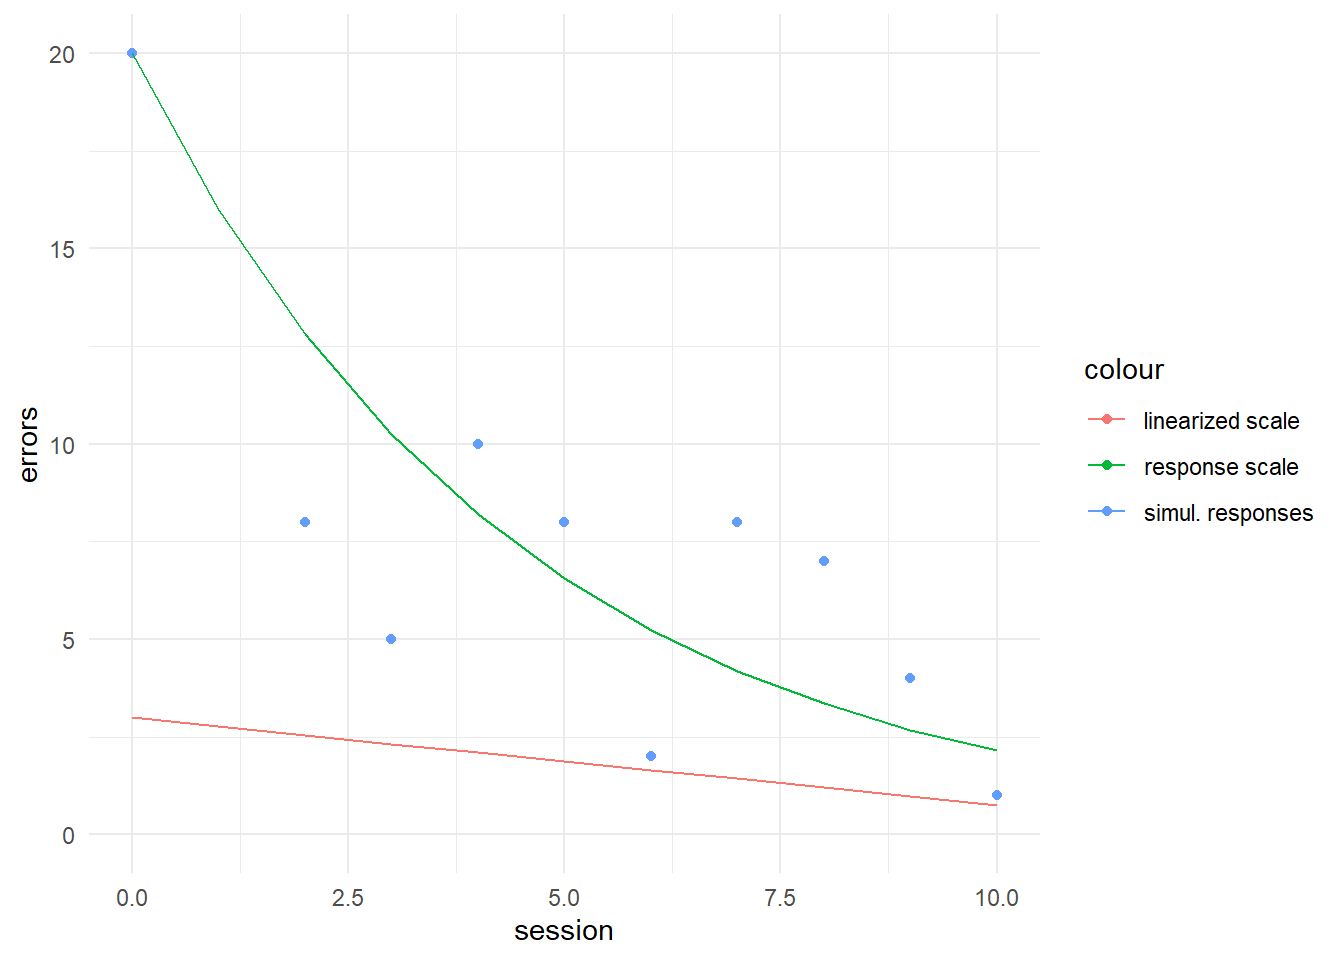 20
15
10
5
0
errors
0.0 2.5 5.0 7.5 10.0
session
colour
linearized scale
response scale
simul. responses